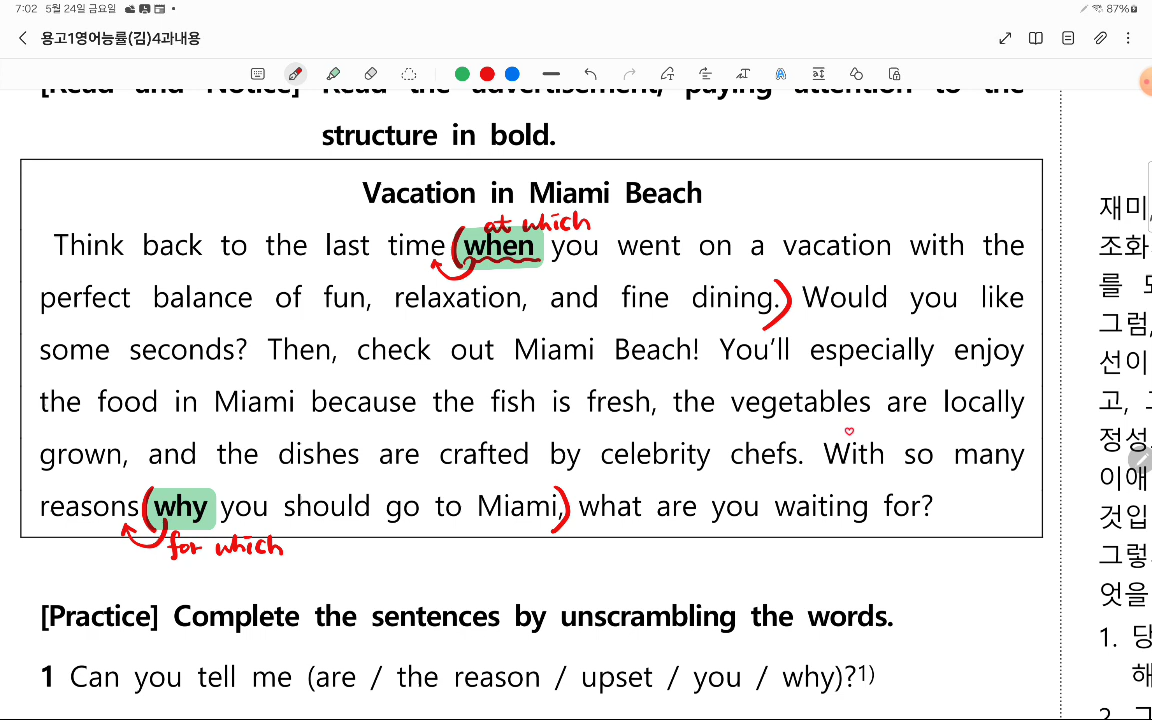 7:02 5월 24일 금요일
87%
용고1영어능률(김)4과내용
[Read and Notice] Read the advertisement, paying attention to the
structure in bold.
Vacation in Miami Beach
at which
Think back to the last time (when you went on a vacation with the
perfect balance of fun, relaxation, and fine dining.) Would you like
some seconds? Then, check out Miami Beach! You'll especially enjoy
the food in Miami because the fish is fresh, the vegetables are locally
grown, and the dishes are crafted by celebrity chefs. With so many
reasons (why you should go to Miami,) what are you waiting for?
for which
[Practice] Complete the sentences by unscrambling the words.
1 Can you tell me (are / the reason / upset / you / why)?1)
재미,
조화
를
그럼,
선이
고,
정성
이애
것입
그렇
엇을
1. 당
해
2.